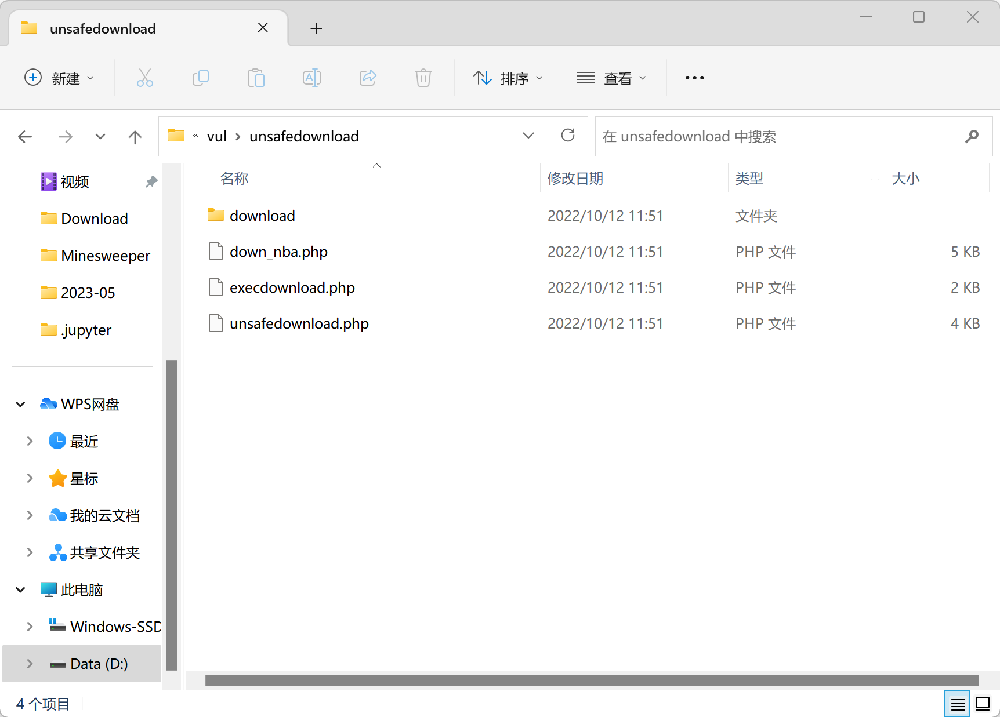 unsafedownload
新建
排序
查看
« vul › unsafedownload
在 unsafedownload 中搜索
视频
Download
Minesweeper
2023-05
.jupyter
WPS网盘
最近
星标
我的云文档
共享文件夹
此电脑
Windows-SSD
Data (D:)
名称 修改日期 类型 大小
download 2022/10/12 11:51 文件夹
down_nba.php 2022/10/12 11:51 PHP 文件 5 KB
execdownload.php 2022/10/12 11:51 PHP 文件 2 KB
unsafedownload.php 2022/10/12 11:51 PHP 文件 4 KB
4 个项目